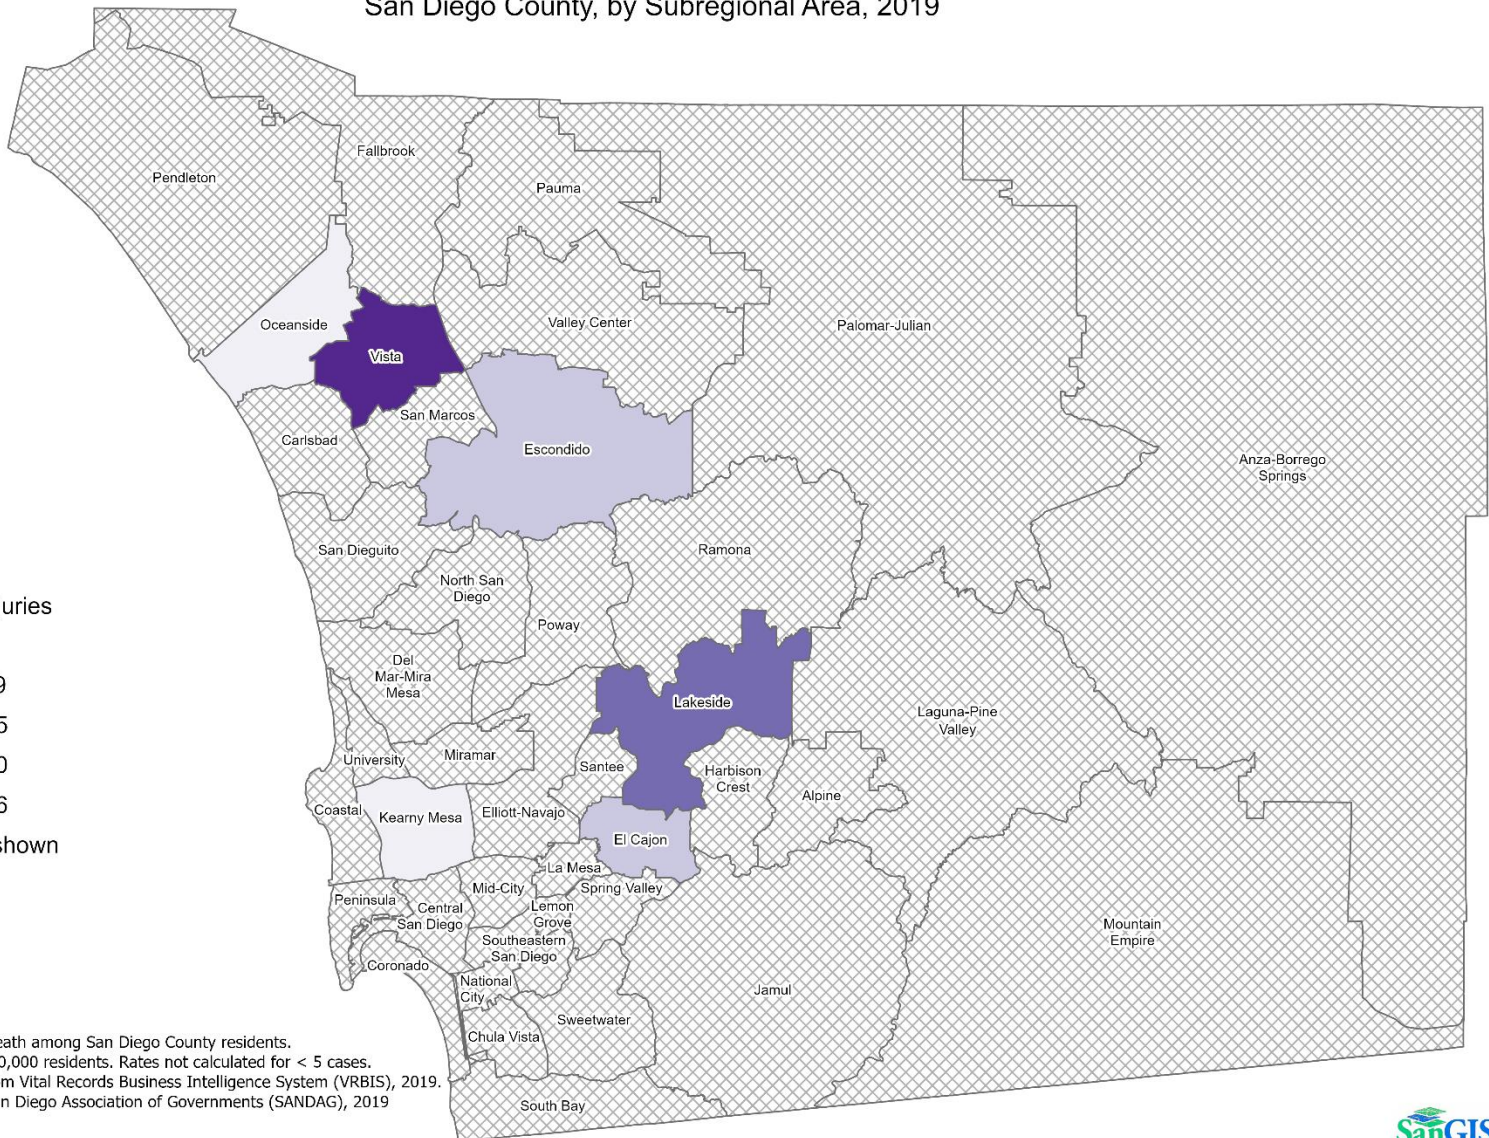 San Diego County, by Subregional Area, 2019
Fallbrook
Pendleton
Pauma
Oceanside
Valley Center
Palomar-Julian
Vista
San Marcos
Carlsbad
Escondido
Anza-Borrego
Springs
San Dieguito
Ramona
North San
Diego
Poway
Del
Mar-Mira
Mesa
Lakeside
Laguna-Pine
Valley
University
Miramar
Santee
Harbison
Crest
Alpine
Coastal
Kearny Mesa
Elliott-Navajo
El Cajon
La Mesa
Mid-City
Spring Valley
Peninsula
Central
San Diego
Lemon
Grove
Southeastern
San Diego
Mountain
Empire
Coronado
National
City
Jamul
Sweetwater
Chula Vista
South Bay
uries
9
5
0
6
shown
eath among San Diego County residents.
0,000 residents. Rates not calculated for < 5 cases.
m Vital Records Business Intelligence System (VRBIS), 2019.
n Diego Association of Governments (SANDAG), 2019
SanGIS